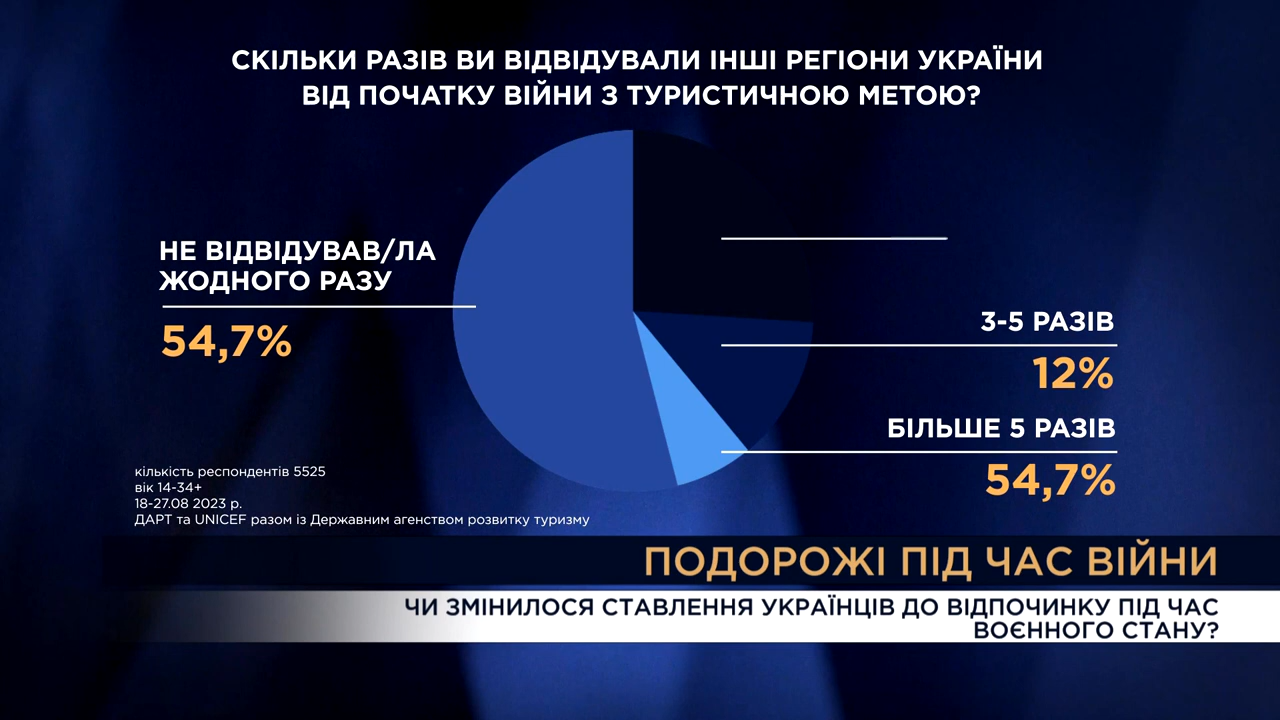 СКІЛЬКИ РАЗІВ ВИ ВІДВІДУВАЛИ ІНШІ РЕГІОНИ УКРАЇНИ
ВІД ПОЧАТКУ ВІЙНИ З ТУРИСТИЧНОЮ МЕТОЮ?
НЕ ВІДВІДУВАВ/ЛА
ЖОДНОГО РАЗУ
54,7%
3-5 РАЗІВ
12%
БІЛЬШЕ 5 РАЗІВ
54,7%
кількість респондентів 5525
вік 14-34+
18-27.08 2023 р.
ДАРТ та UNICEF разом із Державним агенством розвитку туризму
ПОДОРОЖІ ПІД ЧАС ВІЙНИ
ЧИ ЗМІНИЛОСЯ СТАВЛЕННЯ УКРАЇНЦІВ ДО ВІДПОЧИНКУ ПІД ЧАС
ВОЄННОГО СТАНУ?